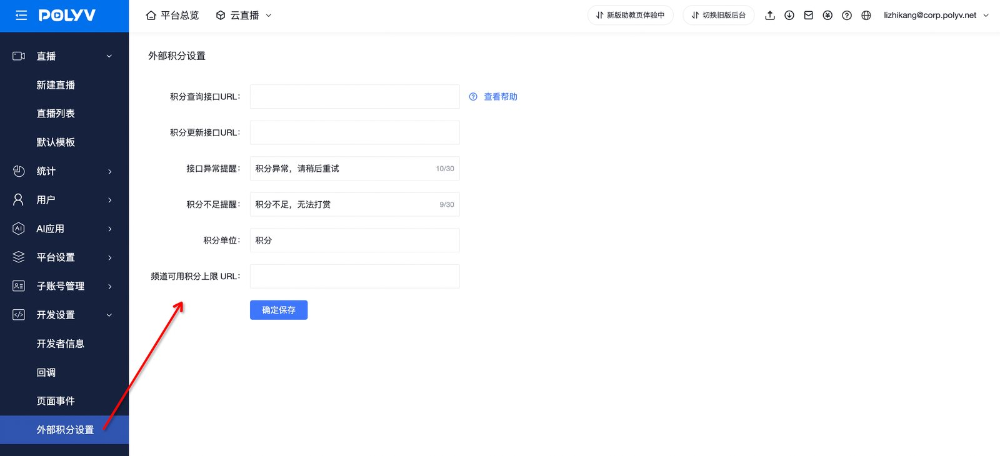 POLYV
平台总览
云直播
新版助教页体验中
切换旧版后台
lizhikang@corp.polyv.net
直播
新建直播
直播列表
默认模板
统计
用户
AI应用
平台设置
子账号管理
开发设置
开发者信息
回调
页面事件
外部积分设置
外部积分设置
积分查询接口URL:
查看帮助
积分更新接口URL:
接口异常提醒: 积分异常，请稍后重试 10/30
积分不足提醒: 积分不足，无法打赏 9/30
积分单位: 积分
频道可用积分上限 URL:
确定保存